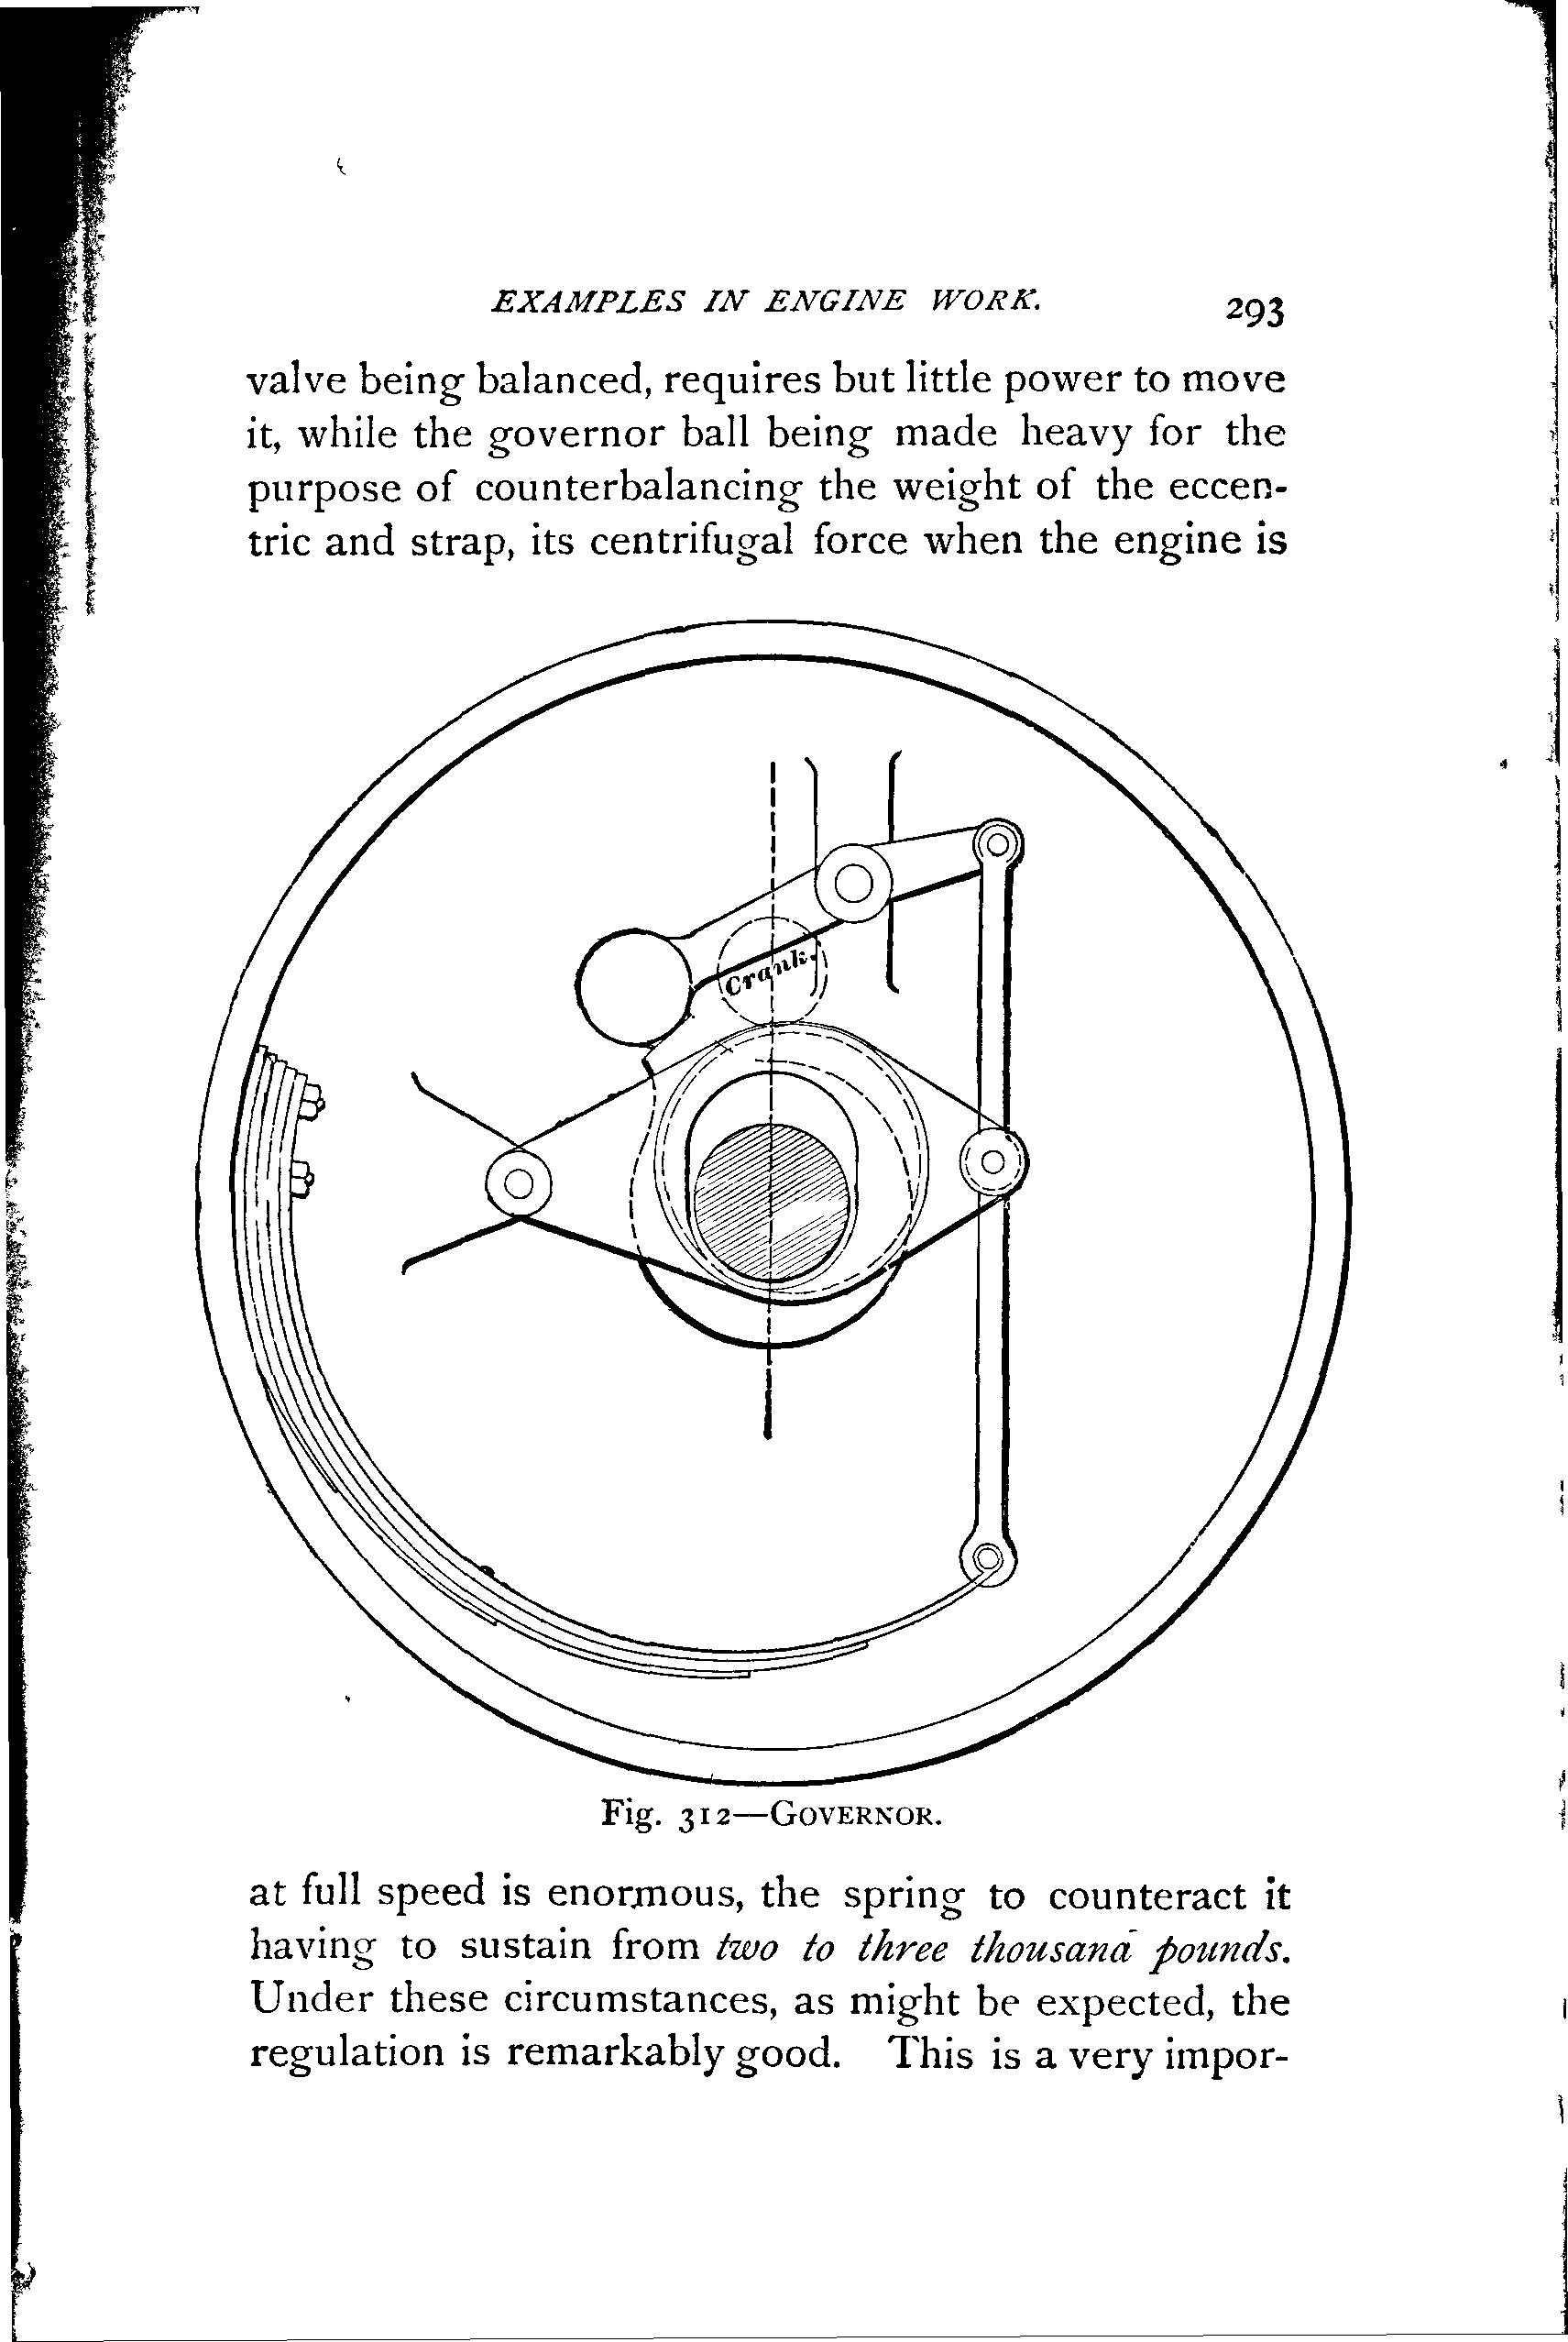 EXAMPLES IN ENGINE WORK. 293
valve being balanced, requires but little power to move
it, while the governor ball being made heavy for the
purpose of counterbalancing the weight of the eccen-
tric and strap, its centrifugal force when the engine is
Crank.
Fig. 312—GOVERNOR.
at full speed is enormous, the spring to counteract it
having to sustain from two to three thousand pounds.
Under these circumstances, as might be expected, the
regulation is remarkably good. This is a very impor-